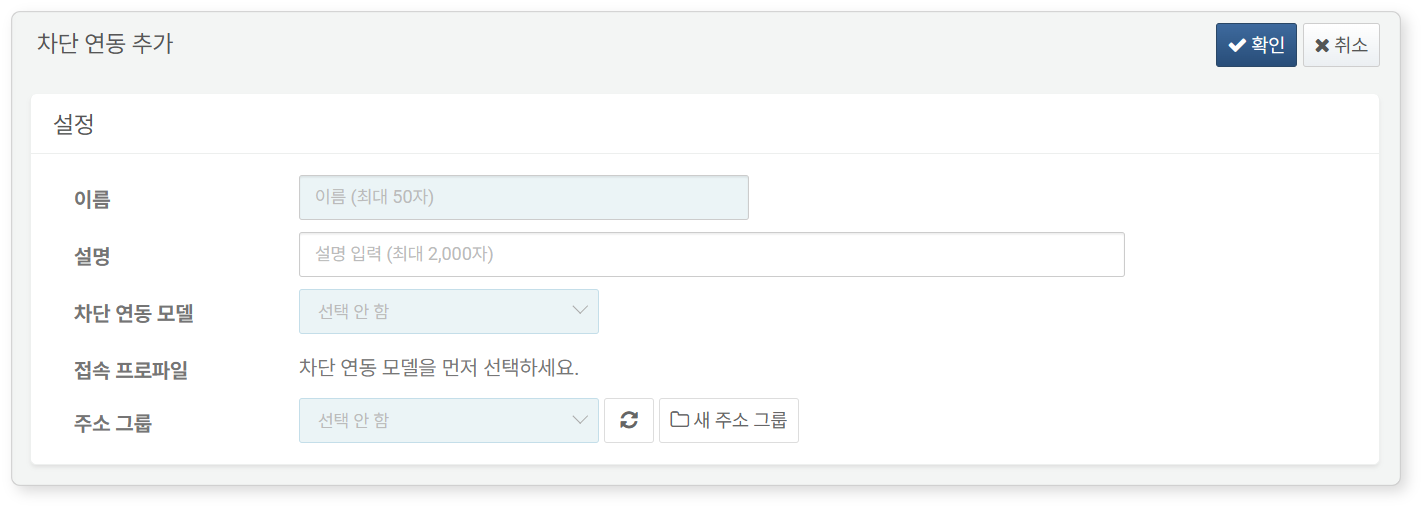 차단 연동 추가
확인 취소
설정
이름 이름 (최대 50자)
설명 설명 입력 (최대 2,000자)
차단 연동 모델 선택 안 함
접속 프로파일 차단 연동 모델을 먼저 선택하세요.
주소 그룹 선택 안 함 새 주소 그룹